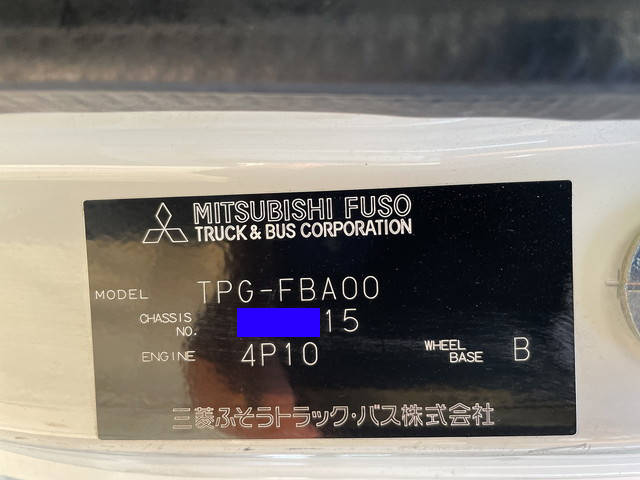 MITSUBISHI FUSO
TRUCK & BUS CORPORATION
MODEL TPG-FBA00
CHASSIS NO. 15
ENGINE 4P10 WHEEL BASE B
三菱ふそうトラック・バス株式会社